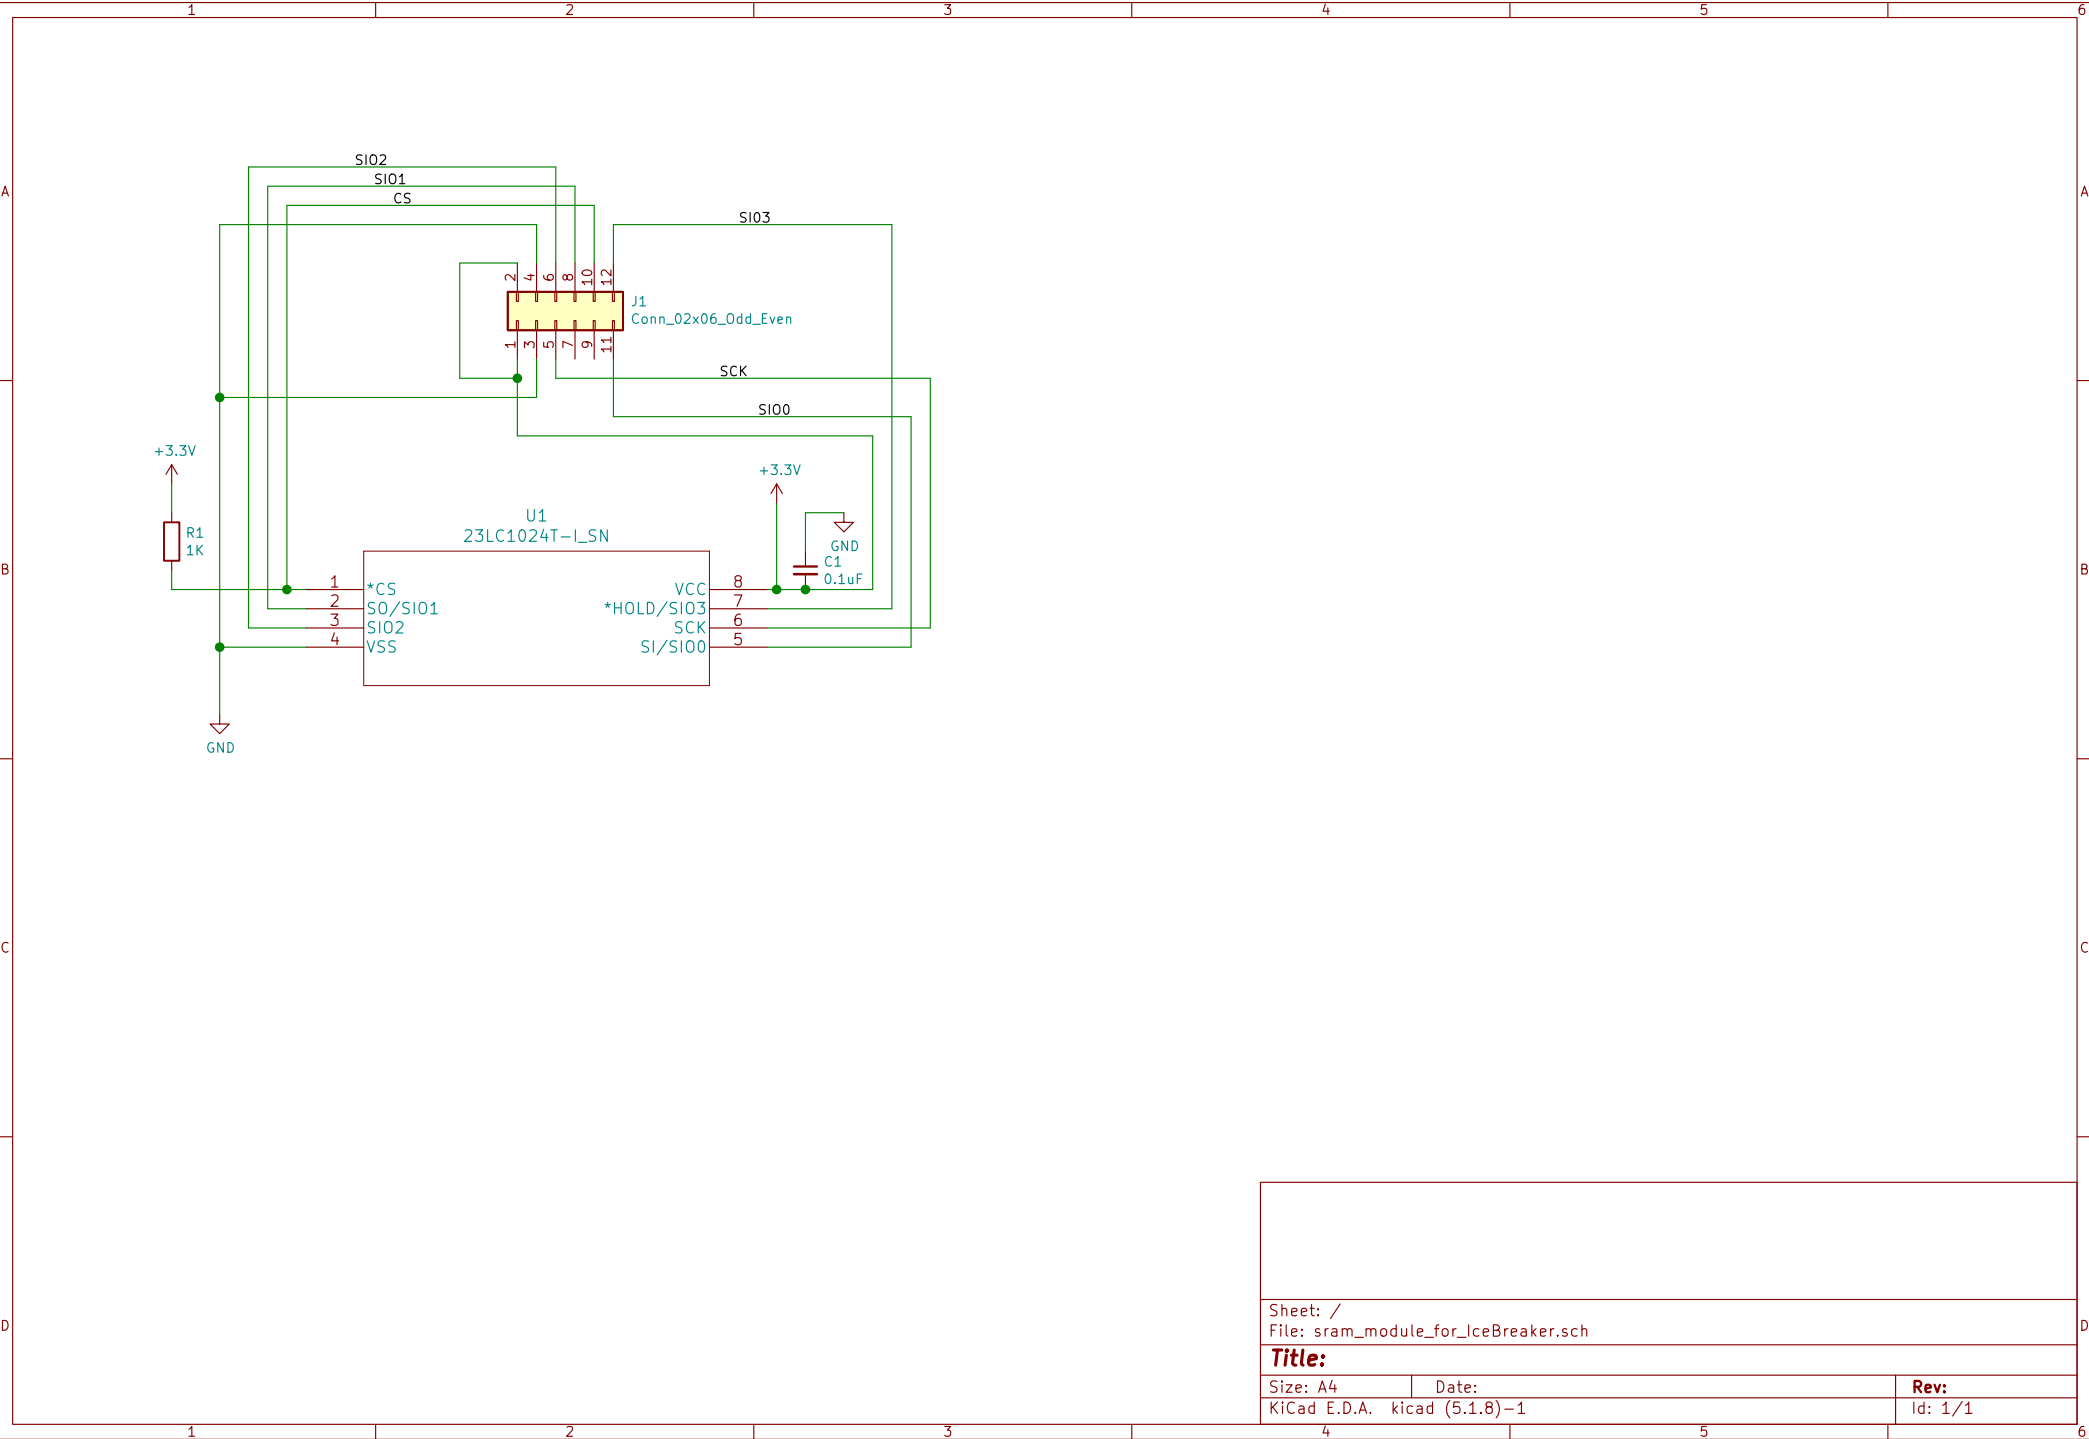 1 2 3 4 5 6
A A
SIO2
SIO1
CS
SI03
2 4 6 8 10 12
J1
Conn_02x06_Odd_Even
1 3 5 7 9 11
SCK
SIO0
+3.3V
+3.3V
U1
23LC1024T-I_SN
R1
1K
GND
C1
0.1uF
B B
1 *CS
2 SO/SIO1
3 SIO2
4 VSS
VCC 8
*HOLD/SIO3 7
SCK 6
SI/SIO0 5
GND
C C
D D
Sheet: /
File: sram_module_for_IceBreaker.sch
Title:
Size: A4 Date: Rev:
KiCad E.D.A. kicad (5.1.8)-1 Id: 1/1
1 2 3 4 5 6